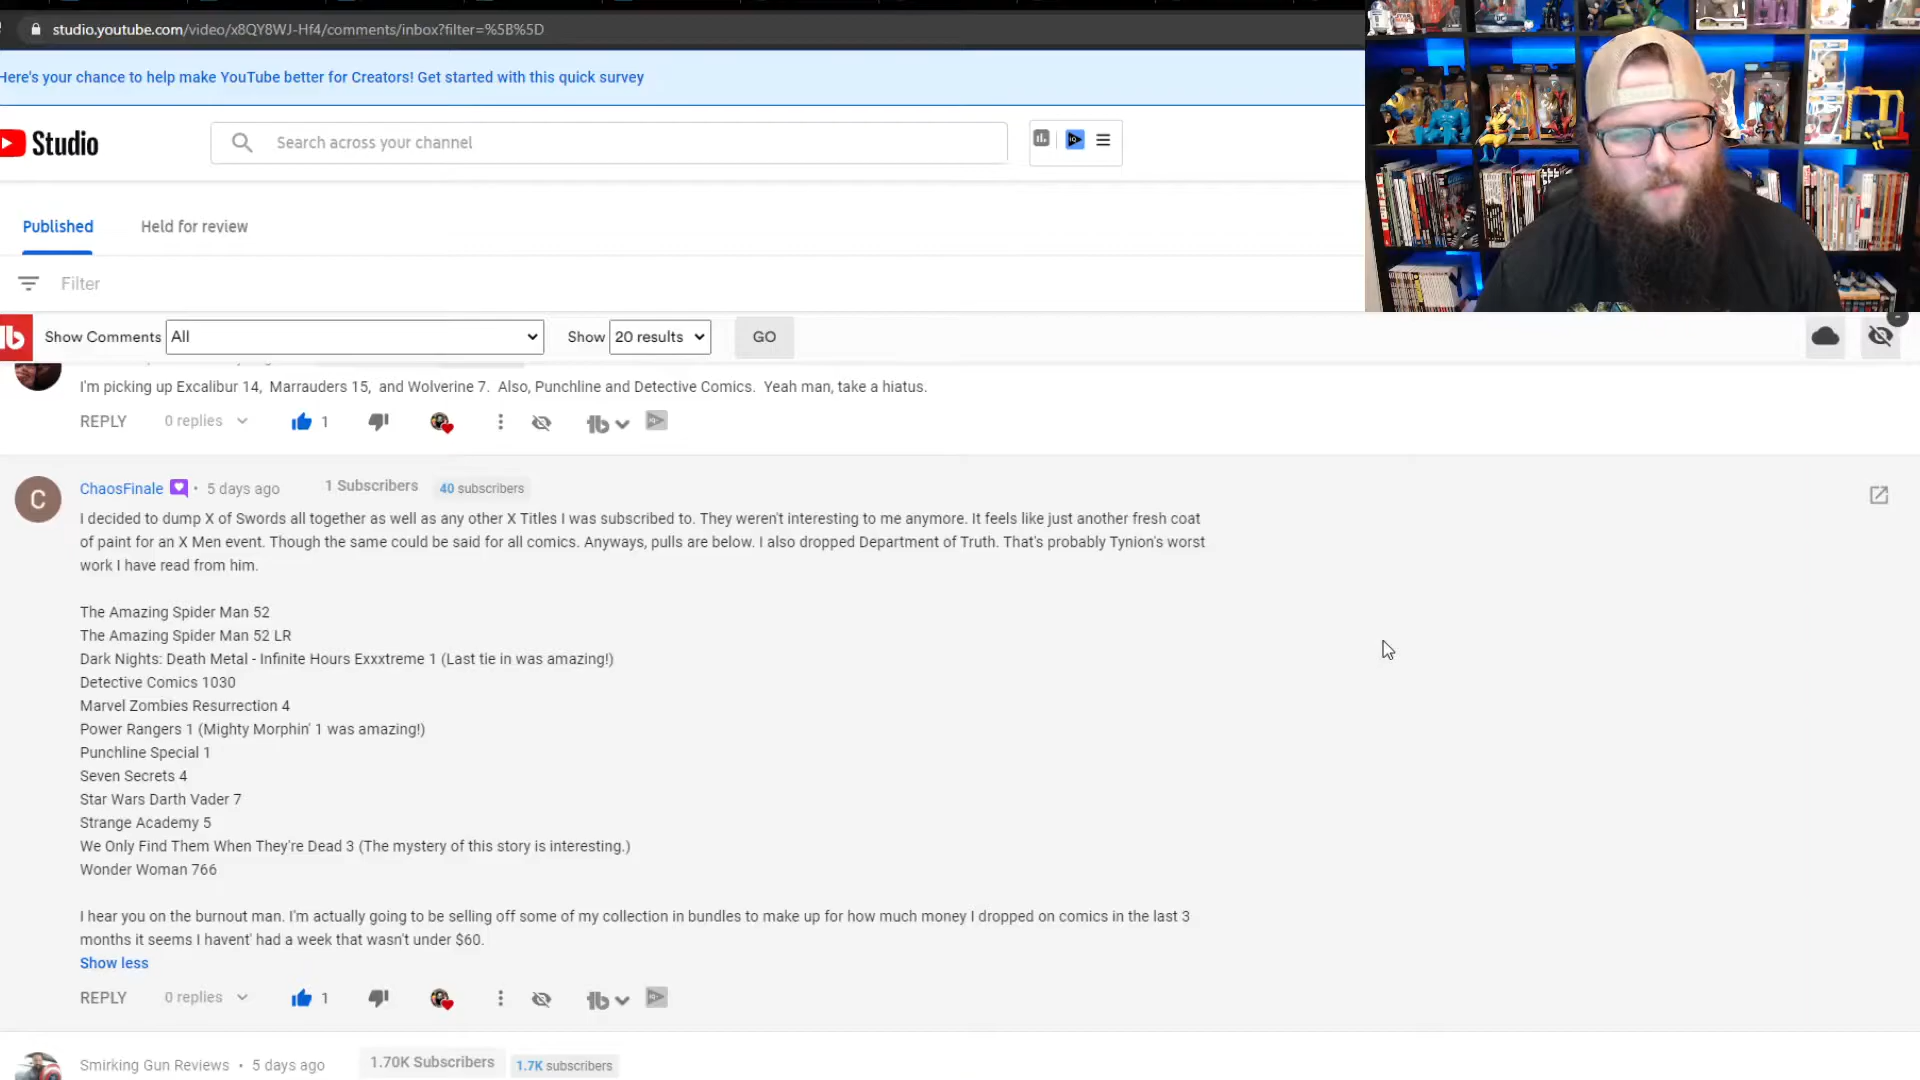 studio.youtube.com/video/x8QY8WJ-Hf4/comments/inbox?filter=%5B%5D
Here's your chance to help make YouTube better for Creators! Get started with this quick survey
Studio
Search across your channel
Published
Held for review
Filter
Show Comments
All
Show
20 results
GO
I'm picking up Excalibur 14, Marrauders 15, and Wolverine 7. Also, Punchline and Detective Comics. Yeah man, take a hiatus.
REPLY
0 replies
1
C
ChaosFinale
• 5 days ago
1 Subscribers
40 subscribers
I decided to dump X of Swords all together as well as any other X Titles I was subscribed to. They weren't interesting to me anymore. It feels like just another fresh coat
of paint for an X Men event. Though the same could be said for all comics. Anyways, pulls are below. I also dropped Department of Truth. That's probably Tynion's worst
work I have read from him.
The Amazing Spider Man 52
The Amazing Spider Man 52 LR
Dark Nights: Death Metal - Infinite Hours Exxxtreme 1 (Last tie in was amazing!)
Detective Comics 1030
Marvel Zombies Resurrection 4
Power Rangers 1 (Mighty Morphin' 1 was amazing!)
Punchline Special 1
Seven Secrets 4
Star Wars Darth Vader 7
Strange Academy 5
We Only Find Them When They're Dead 3 (The mystery of this story is interesting.)
Wonder Woman 766
I hear you on the burnout man. I'm actually going to be selling off some of my collection in bundles to make up for how much money I dropped on comics in the last 3
months it seems I havent' had a week that wasn't under $60.
Show less
REPLY
0 replies
1
Smirking Gun Reviews • 5 days ago
1.70K Subscribers
1.7K subscribers